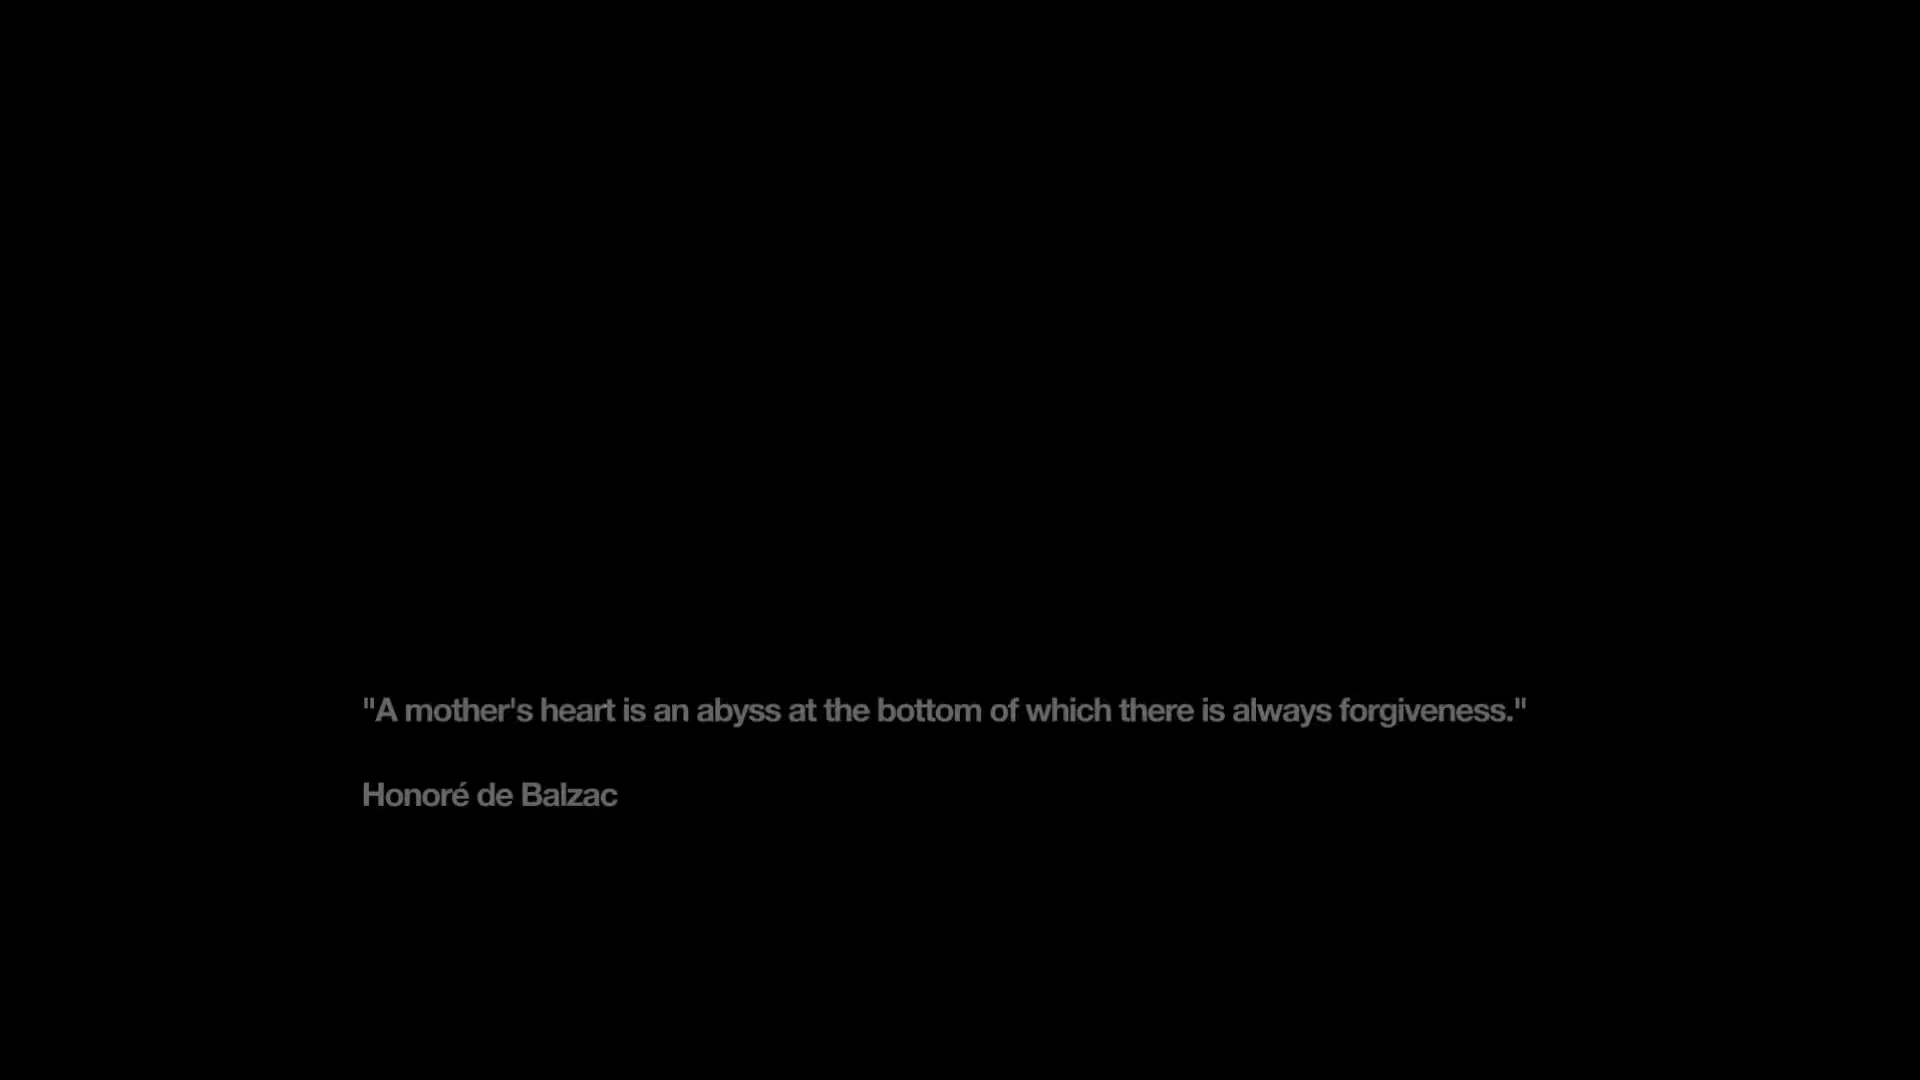 "A mother's heart is an abyss at the bottom of which there is always forgiveness."
Honoré de Balzac